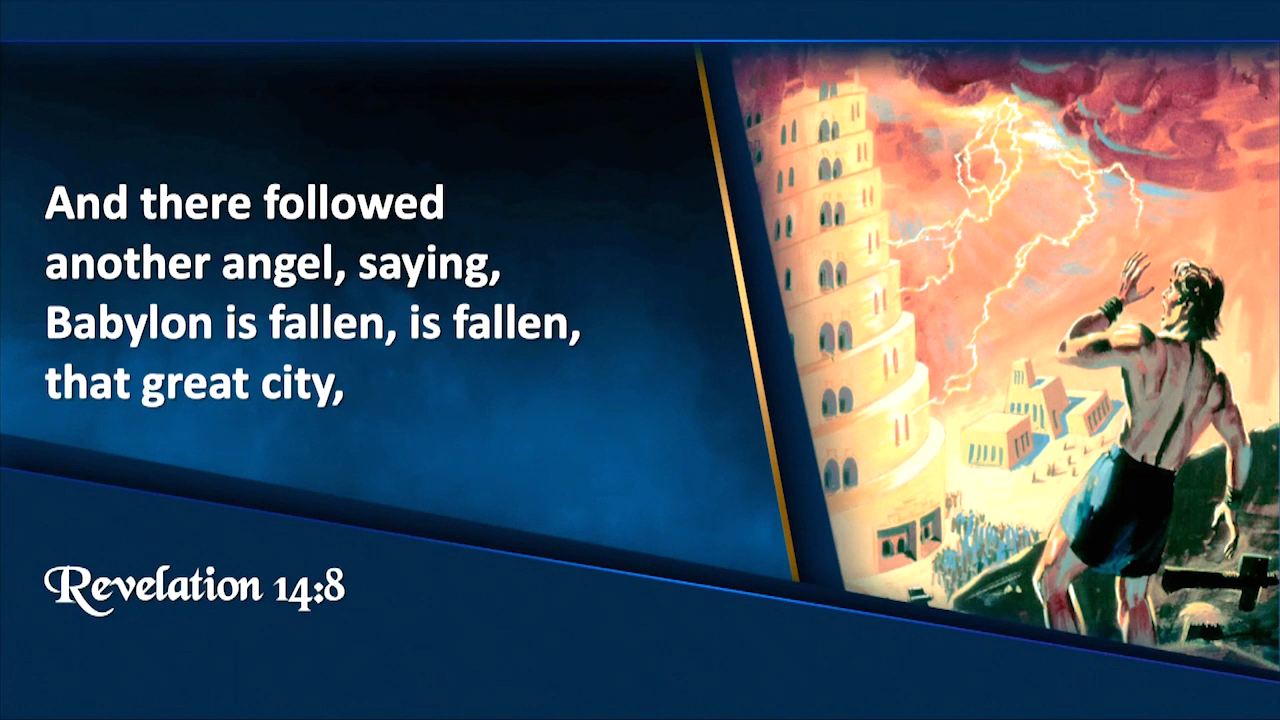 And there followed
another angel, saying,
Babylon is fallen, is fallen,
that great city,
Revelation 14:8